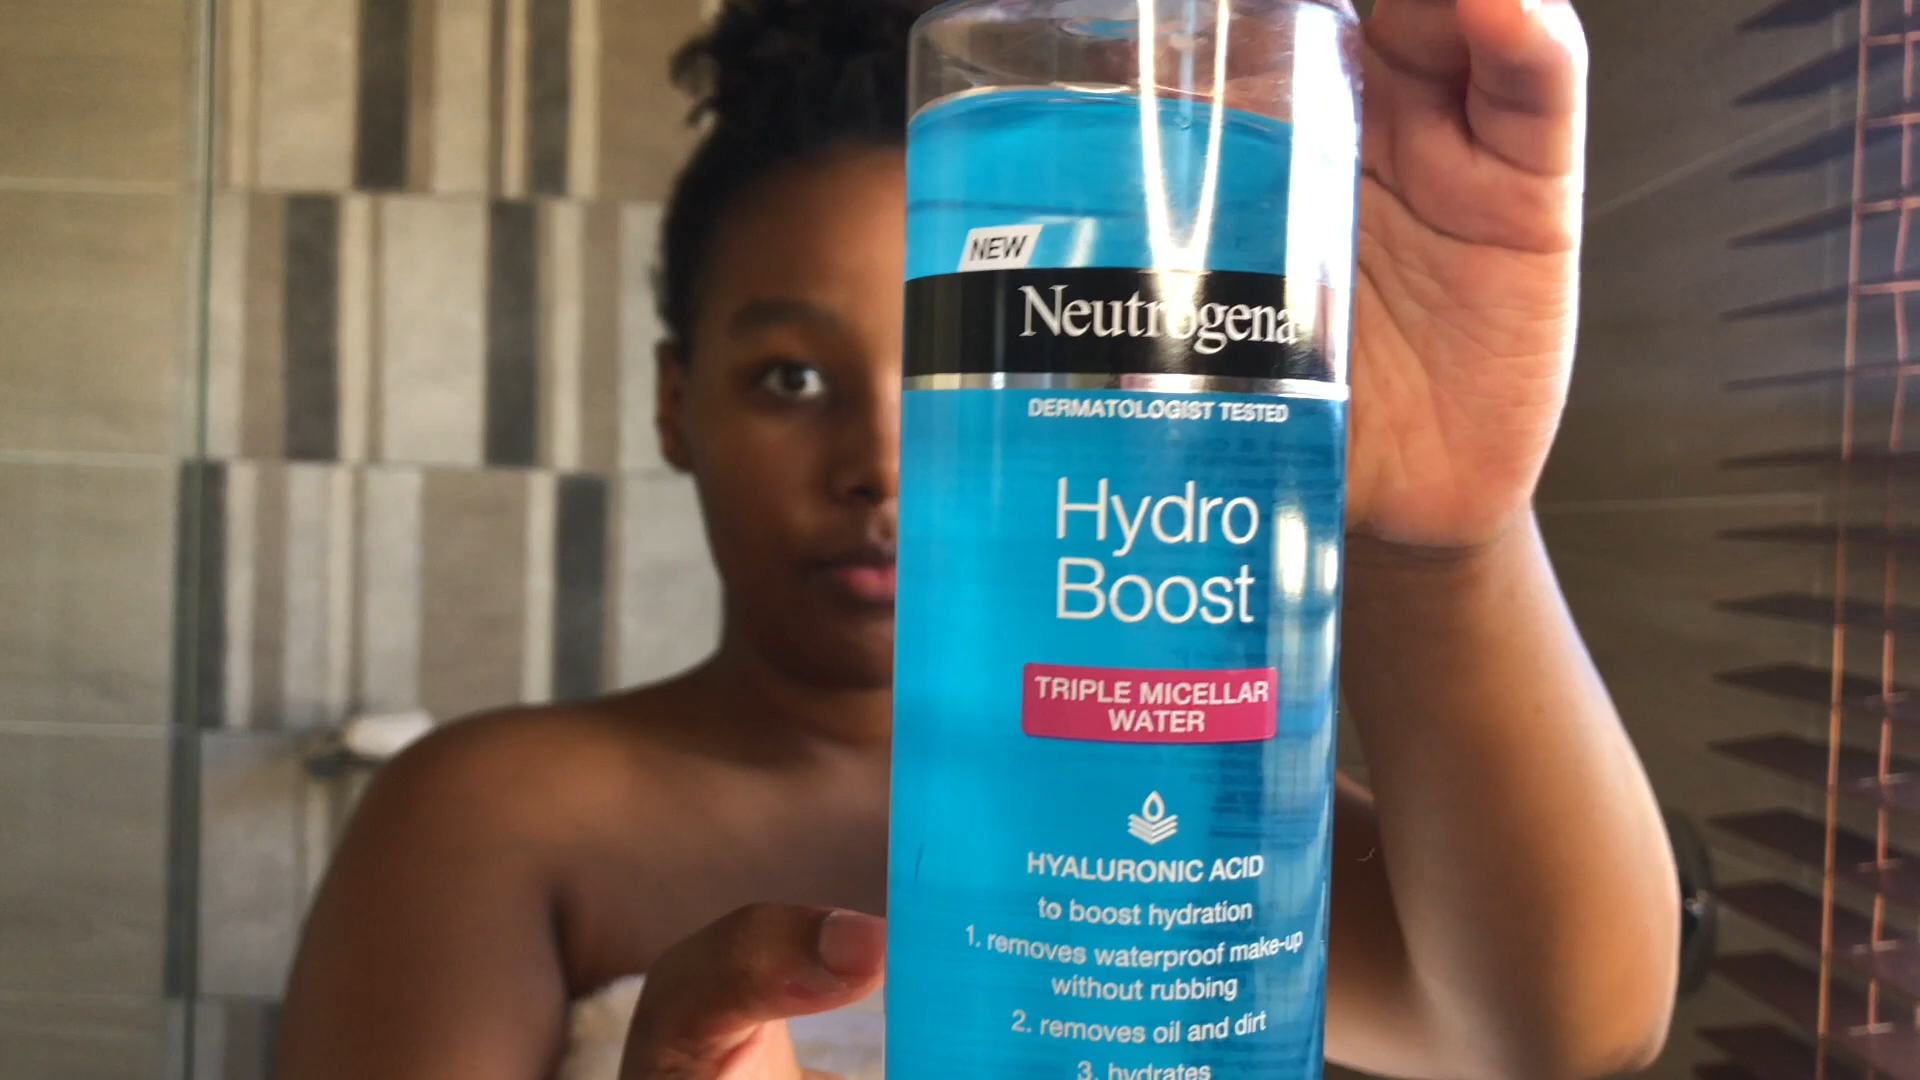 NEW
Neutrogena
DERMATOLOGIST TESTED
Hydro
Boost
TRIPLE MICELLAR
WATER
HYALURONIC ACID
to boost hydration
1. removes waterproof make-up
without rubbing
2. removes oil and dirt
3. hydrates